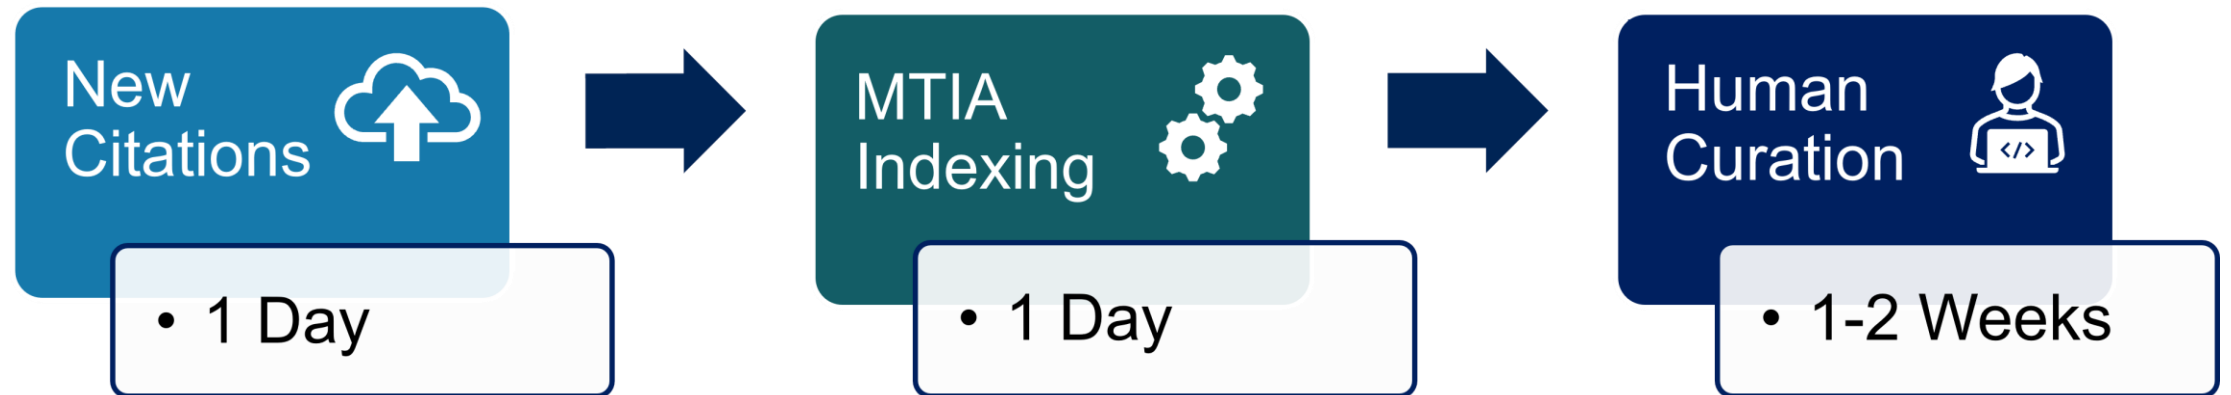 New
Citations
• 1 Day
MTIA
Indexing
• 1 Day
Human
Curation
</>
• 1-2 Weeks